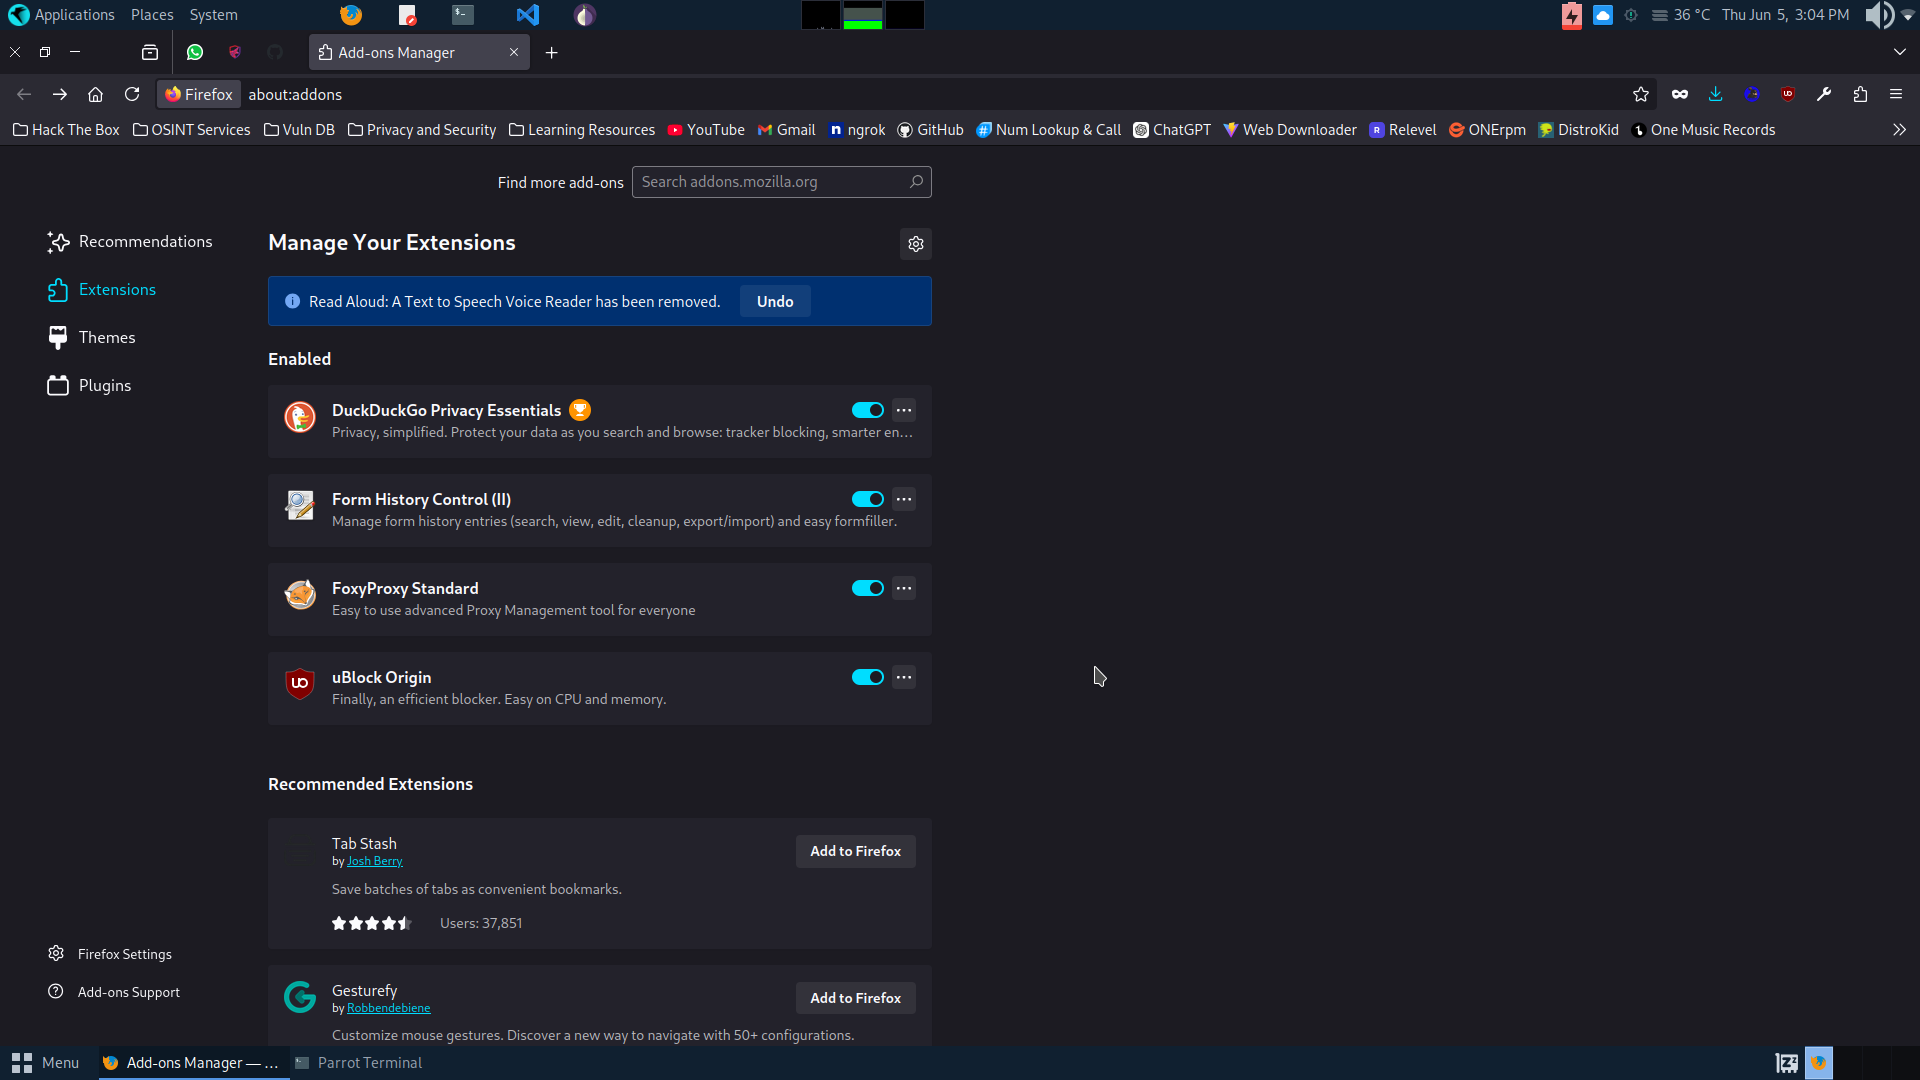 Applications Places System
36 °C Thu Jun 5, 3:04 PM
Add-ons Manager
Firefox about:addons
Hack The Box OSINT Services Vuln DB Privacy and Security Learning Resources YouTube Gmail ngrok GitHub Num Lookup & Call ChatGPT Web Downloader Relevel ONErpm DistroKid One Music Records
Find more add-ons Search addons.mozilla.org
Recommendations
Extensions
Themes
Plugins
Manage Your Extensions
Read Aloud: A Text to Speech Voice Reader has been removed. Undo
Enabled
DuckDuckGo Privacy Essentials
Privacy, simplified. Protect your data as you search and browse: tracker blocking, smarter en…
Form History Control (II)
Manage form history entries (search, view, edit, cleanup, export/import) and easy formfiller.
FoxyProxy Standard
Easy to use advanced Proxy Management tool for everyone
uBlock Origin
Finally, an efficient blocker. Easy on CPU and memory.
Recommended Extensions
Tab Stash
by Josh Berry
Add to Firefox
Save batches of tabs as convenient bookmarks.
Users: 37,851
Gesturefy
by Robbendebiene
Add to Firefox
Customize mouse gestures. Discover a new way to navigate with 50+ configurations.
Firefox Settings
Add-ons Support
Menu Add-ons Manager — … Parrot Terminal